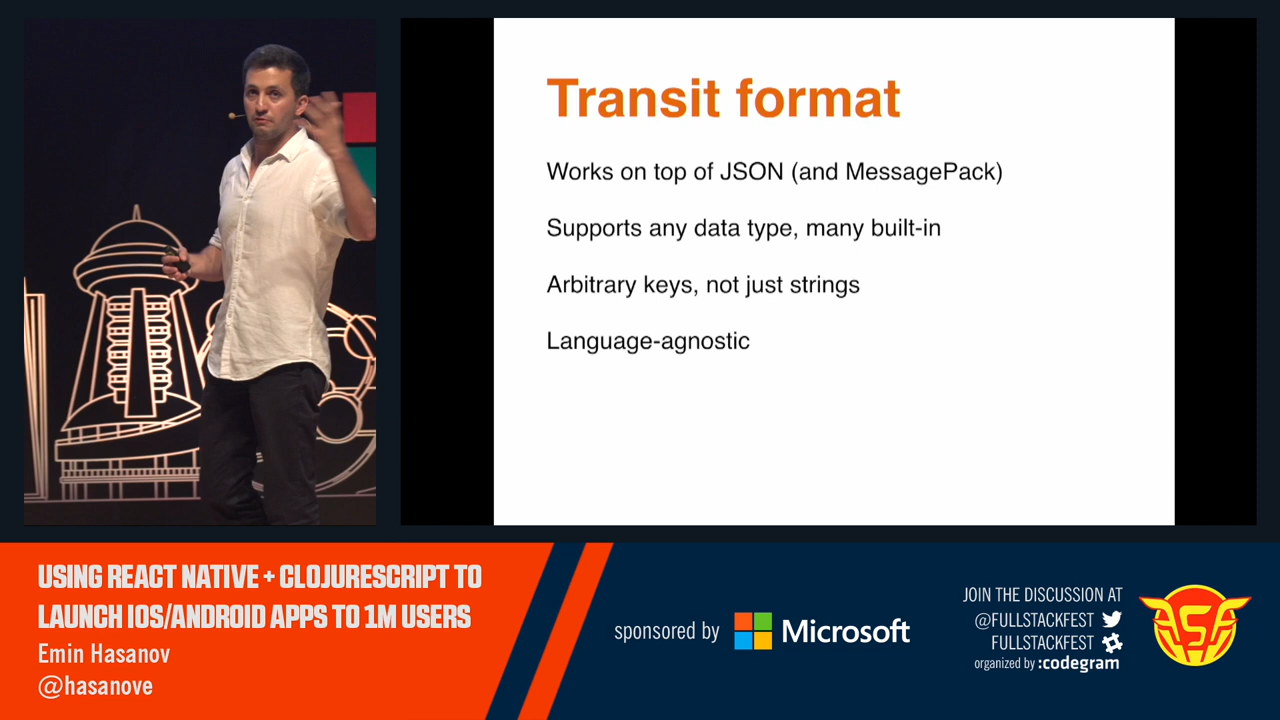 Transit format
Works on top of JSON (and MessagePack)
Supports any data type, many built-in
Arbitrary keys, not just strings
Language-agnostic
USING REACT NATIVE + CLOJURESCRIPT TO
LAUNCH IOS/ANDROID APPS TO 1M USERS
Emin Hasanov
@hasanove
sponsored by Microsoft
JOIN THE DISCUSSION AT
@FULLSTACKFEST
FULLSTACKFEST
organized by :codegram
FSF